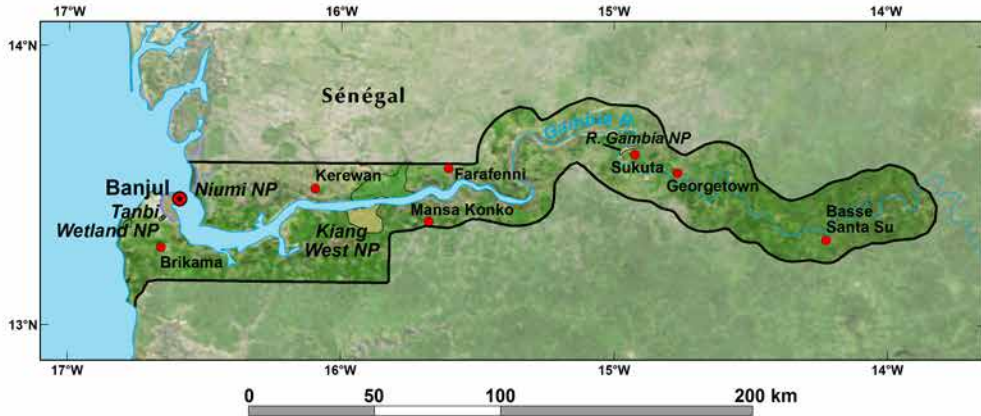 17°W 16°W 15°W 14°W
14°N
14°N
Sénégal
Gambia R.
R. Gambia NP
Sukuta
Kerewan
Farafenni
Georgetown
Banjul
Niumi NP
Tanbi
Wetland NP
Mansa Konko
Basse
Santa Su
Kiang
West NP
Brikama
13°N
13°N
17°W 16°W 15°W 14°W
0 50 100 200 km